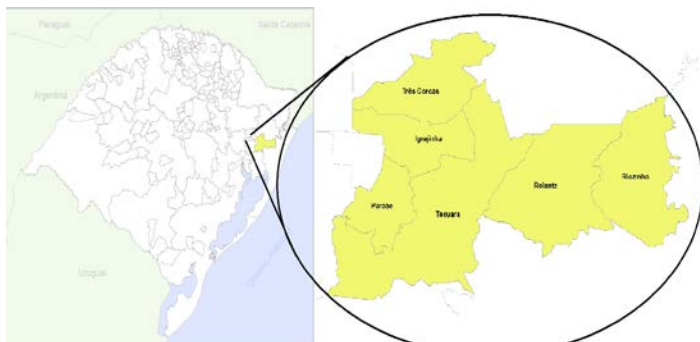 Paraguai
Santa Catarina
Argentina
Uruguai
Três Coroas
Igrejinha
Parobé
Taquara
Rolante
Riozinho